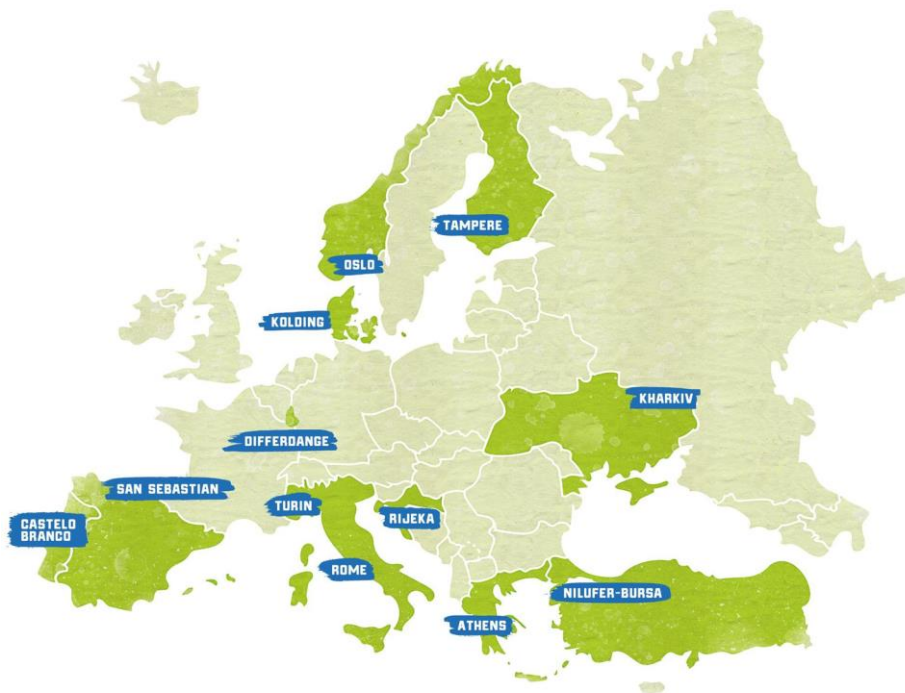 TAMPERE
OSLO
KOLDING
KHARKIV
DIFFERDANGE
SAN SEBASTIAN
TURIN
RIJEKA
CASTELO
BRANCO
ROME
NILUFER-BURSA
ATHENS